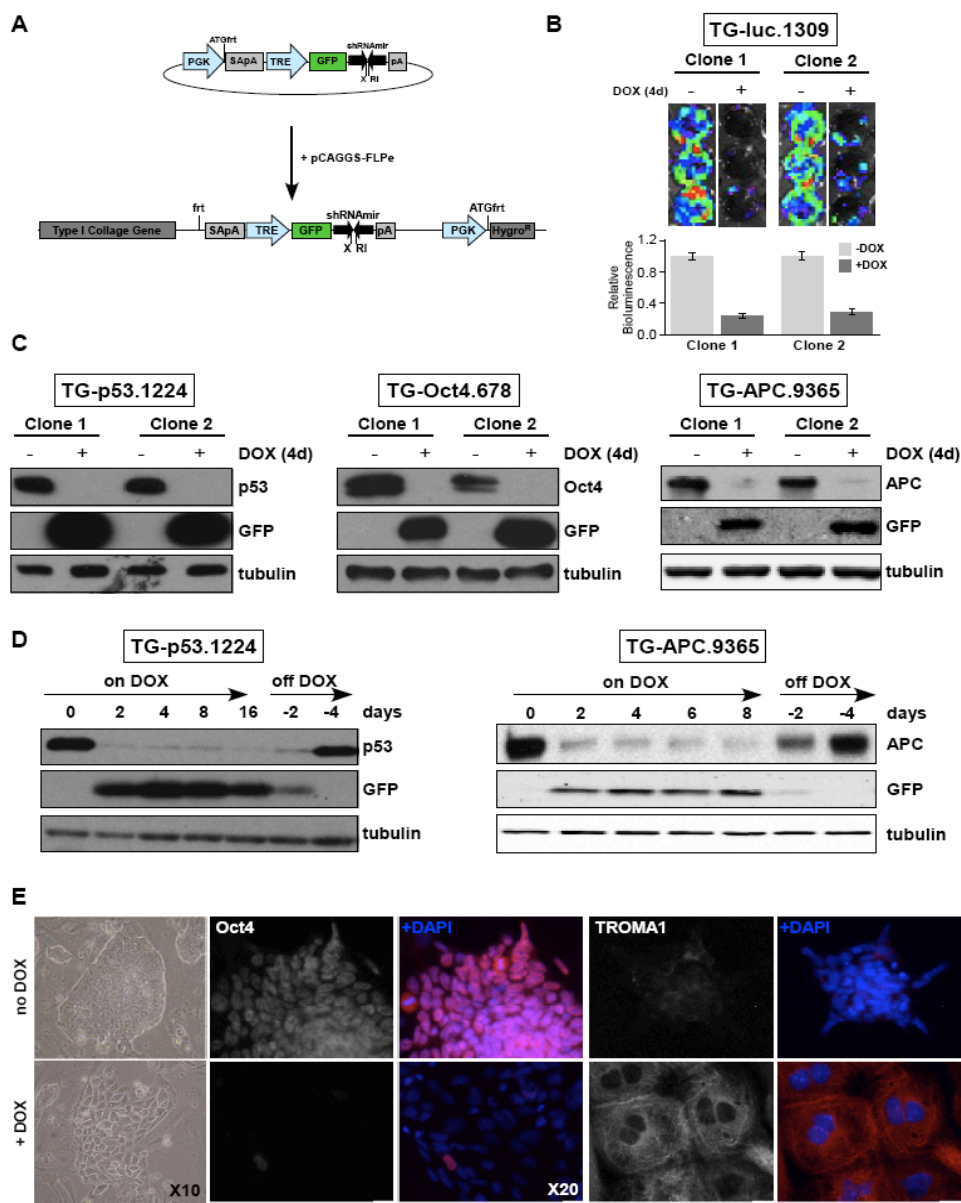 A
ATGfrt
shRNAmir
PGK
SApA
TRE
GFP
pA
X RI
+ pCAGGS-FLPe
frt
shRNAmir
ATGfrt
Type I Collage Gene
SApA
TRE
GFP
pA
PGK
HygroR
X RI
B
TG-luc.1309
Clone 1 Clone 2
DOX (4d) - + - +
Relative
Bioluminescence
1.2
0.8
0.4
0.0
-DOX
+DOX
Clone 1 Clone 2
C
TG-p53.1224
Clone 1 Clone 2
- + - + DOX (4d)
p53
GFP
tubulin
TG-Oct4.678
Clone 1 Clone 2
- + - + DOX (4d)
Oct4
GFP
tubulin
TG-APC.9365
Clone 1 Clone 2
- + - + DOX (4d)
APC
GFP
tubulin
D
TG-p53.1224
on DOX off DOX
0 2 4 8 16 -2 -4 days
p53
GFP
tubulin
TG-APC.9365
on DOX off DOX
0 2 4 6 8 -2 -4 days
APC
GFP
tubulin
E
no DOX
Oct4
+DAPI
TROMA1
+DAPI
+ DOX
X10
X20